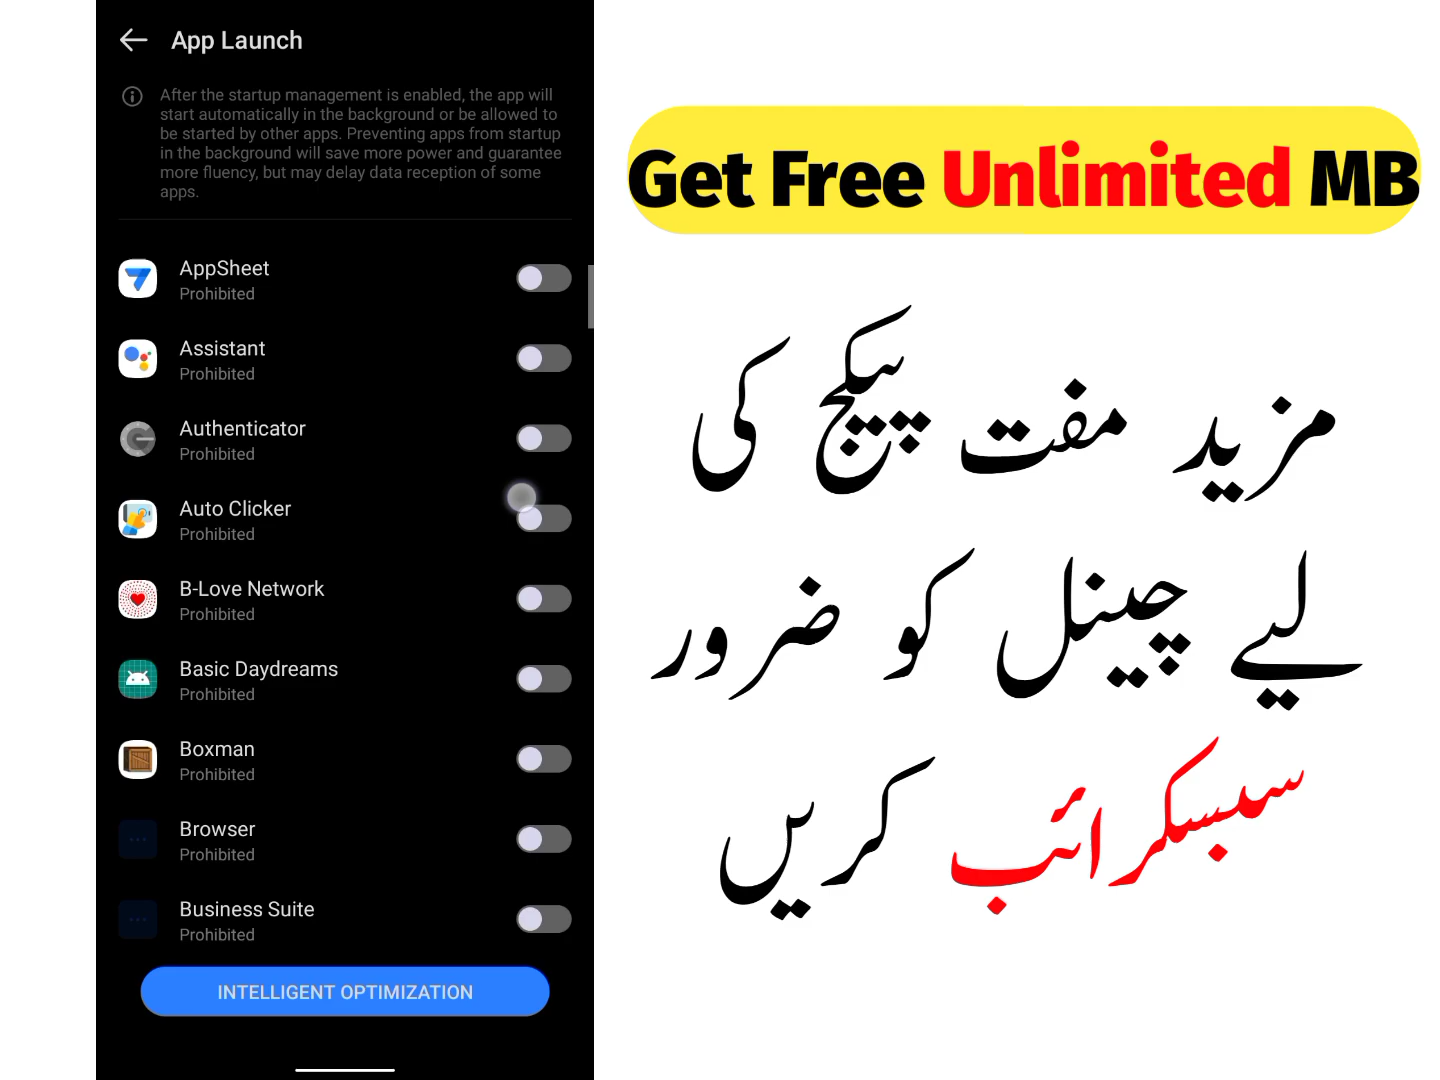 App Launch
After the startup management is enabled, the app will
start automatically in the background or be allowed to
be started by other apps. Preventing apps from startup
in the background will save more power and guarantee
more fluency, but may delay data reception of some
apps.
AppSheet
Prohibited
Assistant
Prohibited
Authenticator
Prohibited
Auto Clicker
Prohibited
B-Love Network
Prohibited
Basic Daydreams
Prohibited
Boxman
Prohibited
Browser
Prohibited
Business Suite
Prohibited
INTELLIGENT OPTIMIZATION
Get Free Unlimited MB
مزید مفت پیکج کی
لیے چینل کو ضرور
سبسکرائب کریں